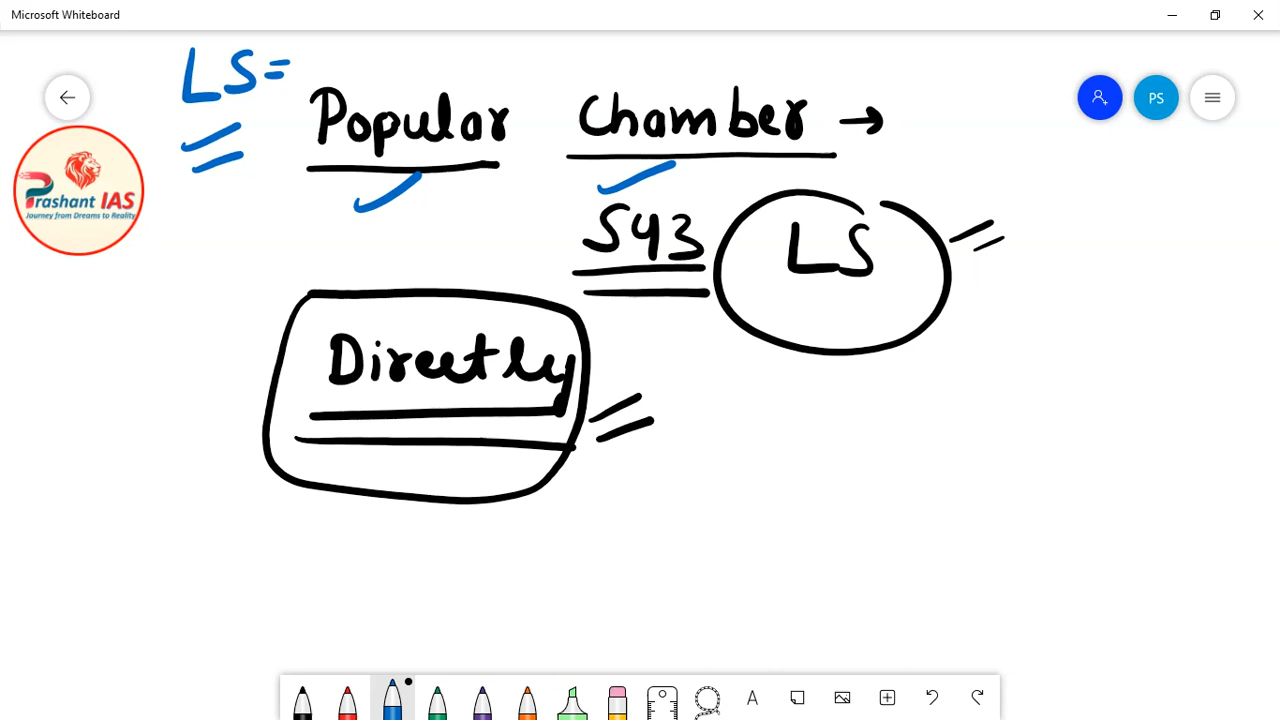 Microsoft Whiteboard
LS=
Popular Chamber →
PS
Prashant IAS
Journey from Dreams to Reality
543 LS
Directly
A